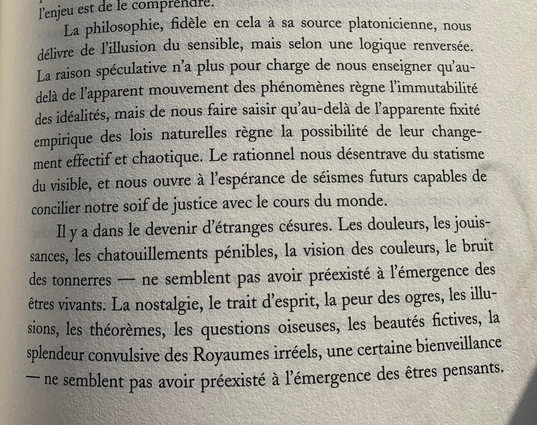 l'enjeu est de le comprendre.
La philosophie, fidèle en cela à sa source platonicienne, nous
délivre de l'illusion du sensible, mais selon une logique renversée.
La raison spéculative n'a plus pour charge de nous enseigner qu'au-
delà de l'apparent mouvement des phénomènes règne l'immutabilité
des idéalités, mais de nous faire saisir qu'au-delà de l'apparente fixité
empirique des lois naturelles règne la possibilité de leur change-
ment effectif et chaotique. Le rationnel nous désentrave du statisme
du visible, et nous ouvre à l'espérance de séismes futurs capables de
concilier notre soif de justice avec le cours du monde.
Il y a dans le devenir d'étranges césures. Les douleurs, les jouis-
sances, les chatouillements pénibles, la vision des couleurs, le bruit
des tonnerres — ne semblent pas avoir préexisté à l'émergence des
êtres vivants. La nostalgie, le trait d'esprit, la peur des ogres, les illu-
sions, les théorèmes, les questions oiseuses, les beautés fictives, la
splendeur convulsive des Royaumes irréels, une certaine bienveillance
— ne semblent pas avoir préexisté à l'émergence des êtres pensants.